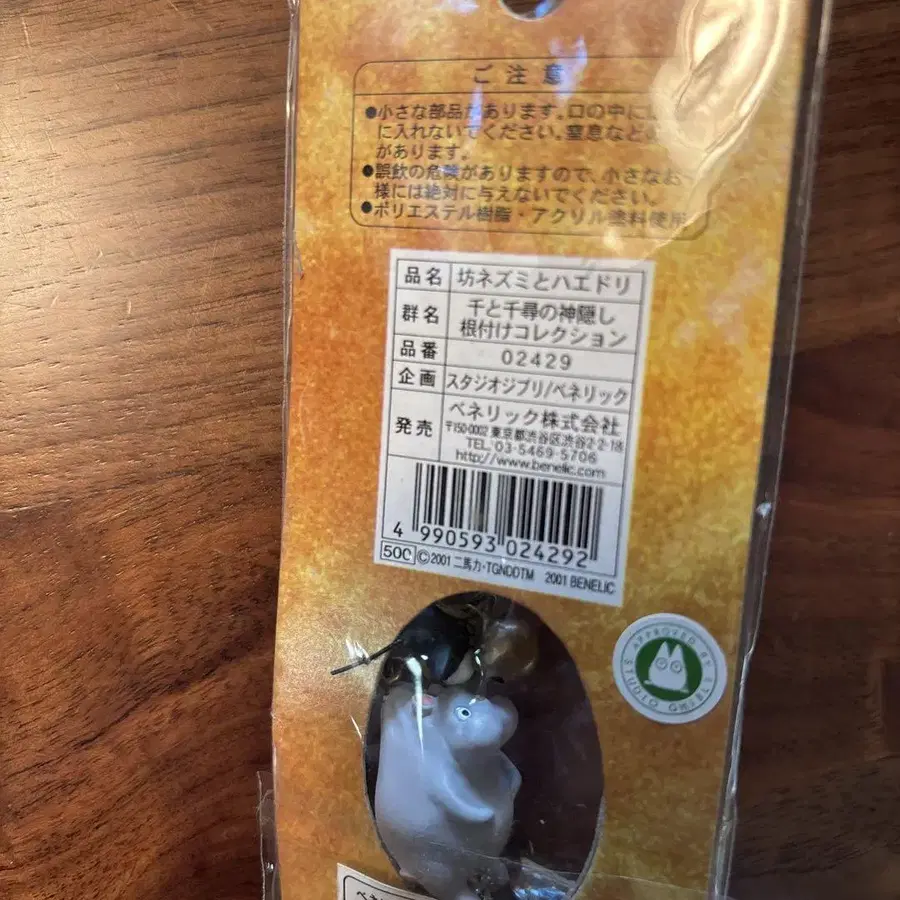 ご注意
●小さな部品があります。口の中に
に入れないでください。窒息などの
があります。
●誤飲の危険がありますので、小さなお
様には絶対に与えないでください。
●ポリエステル樹脂・アクリル塗料使用
品名 坊ネズミとハエドリ
群名 千と千尋の神隠し
根付けコレクション
品番 02429
企画 スタジオジブリ/ベネリック
発売 ベネリック株式会社
〒150-0002 東京都渋谷区渋谷2-2-18
TEL.03-5469-5706
http://www.benelic.com
4 990593 024292
500 ©2001 二馬力・TGNDDTM 2001 BENELIC
APPROVED BY
STUDIO GHIBLI